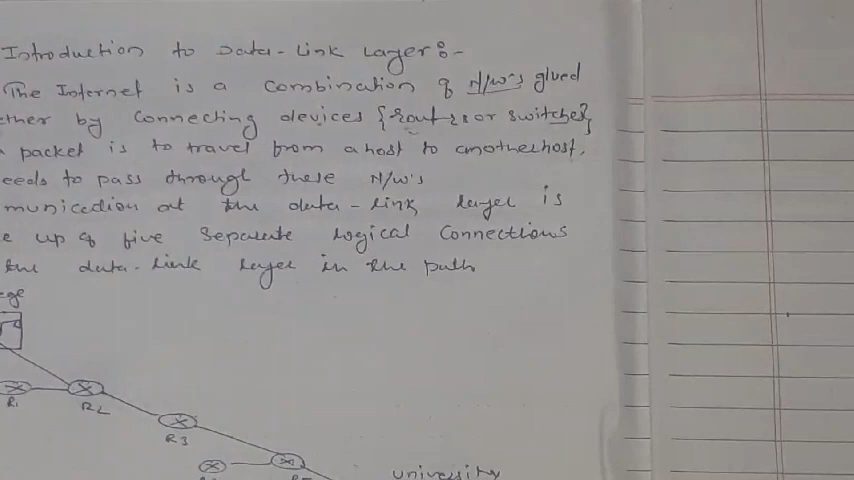 Introduction to Data-Link Layer:-
The Internet is a combination of N/w's glued
ether by connecting devices {router or switches}
packet is to travel from a host to another host,
eeds to pass through these N/w's
munication at the data-link layer is
e up of five separate logical connections
the data-link layer in the path
ege
R1
R2
R3
university